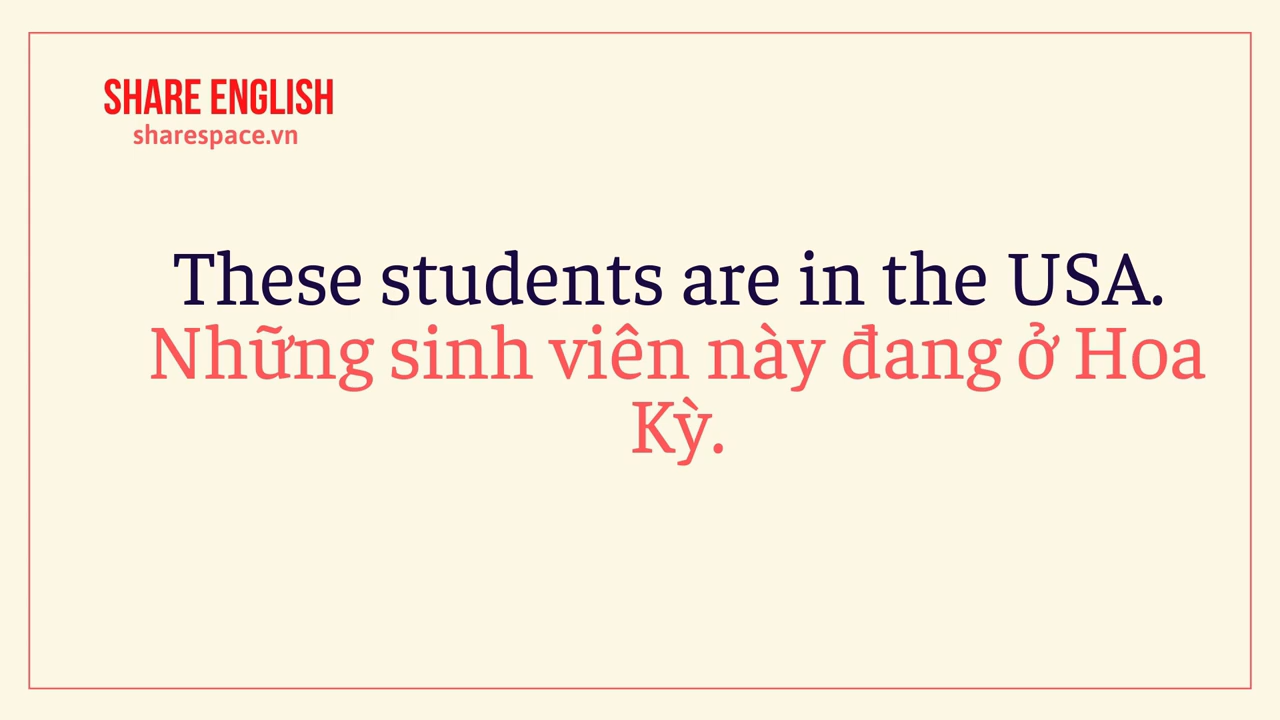 SHARE ENGLISH
sharespace.vn
These students are in the USA.
Những sinh viên này đang ở Hoa
Kỳ.